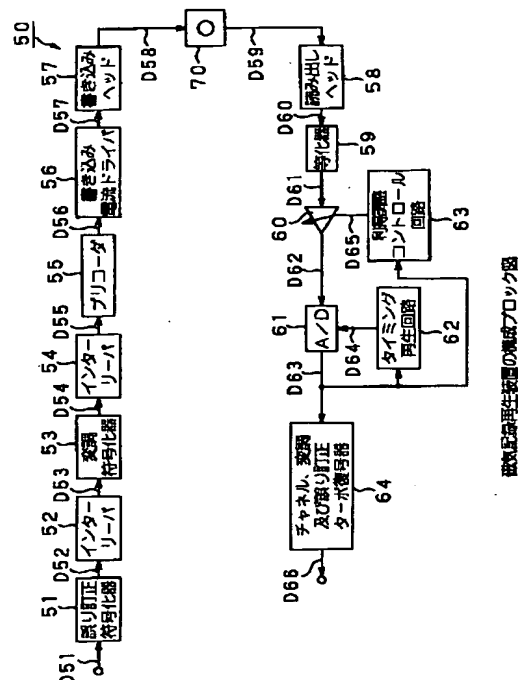 50
D51
51
誤り訂正
符号化器
D52
52
インター
リーバ
D53
53
変調
符号化器
D54
54
インター
リーバ
D55
55
プリコーダ
D56
56
書き込み
電流ドライバ
D57
57
書き込み
ヘッド
D58
70
D59
読み出し
ヘッド
58
D60
等化器
59
D61
60
D62
D65
利得調整
コントロール
回路
63
61
A/D
D64
タイミング
再生回路
62
D63
チャネル、変調
及び誤り訂正
ターボ復号器
64
D66
磁気記録再生装置の構成ブロック図